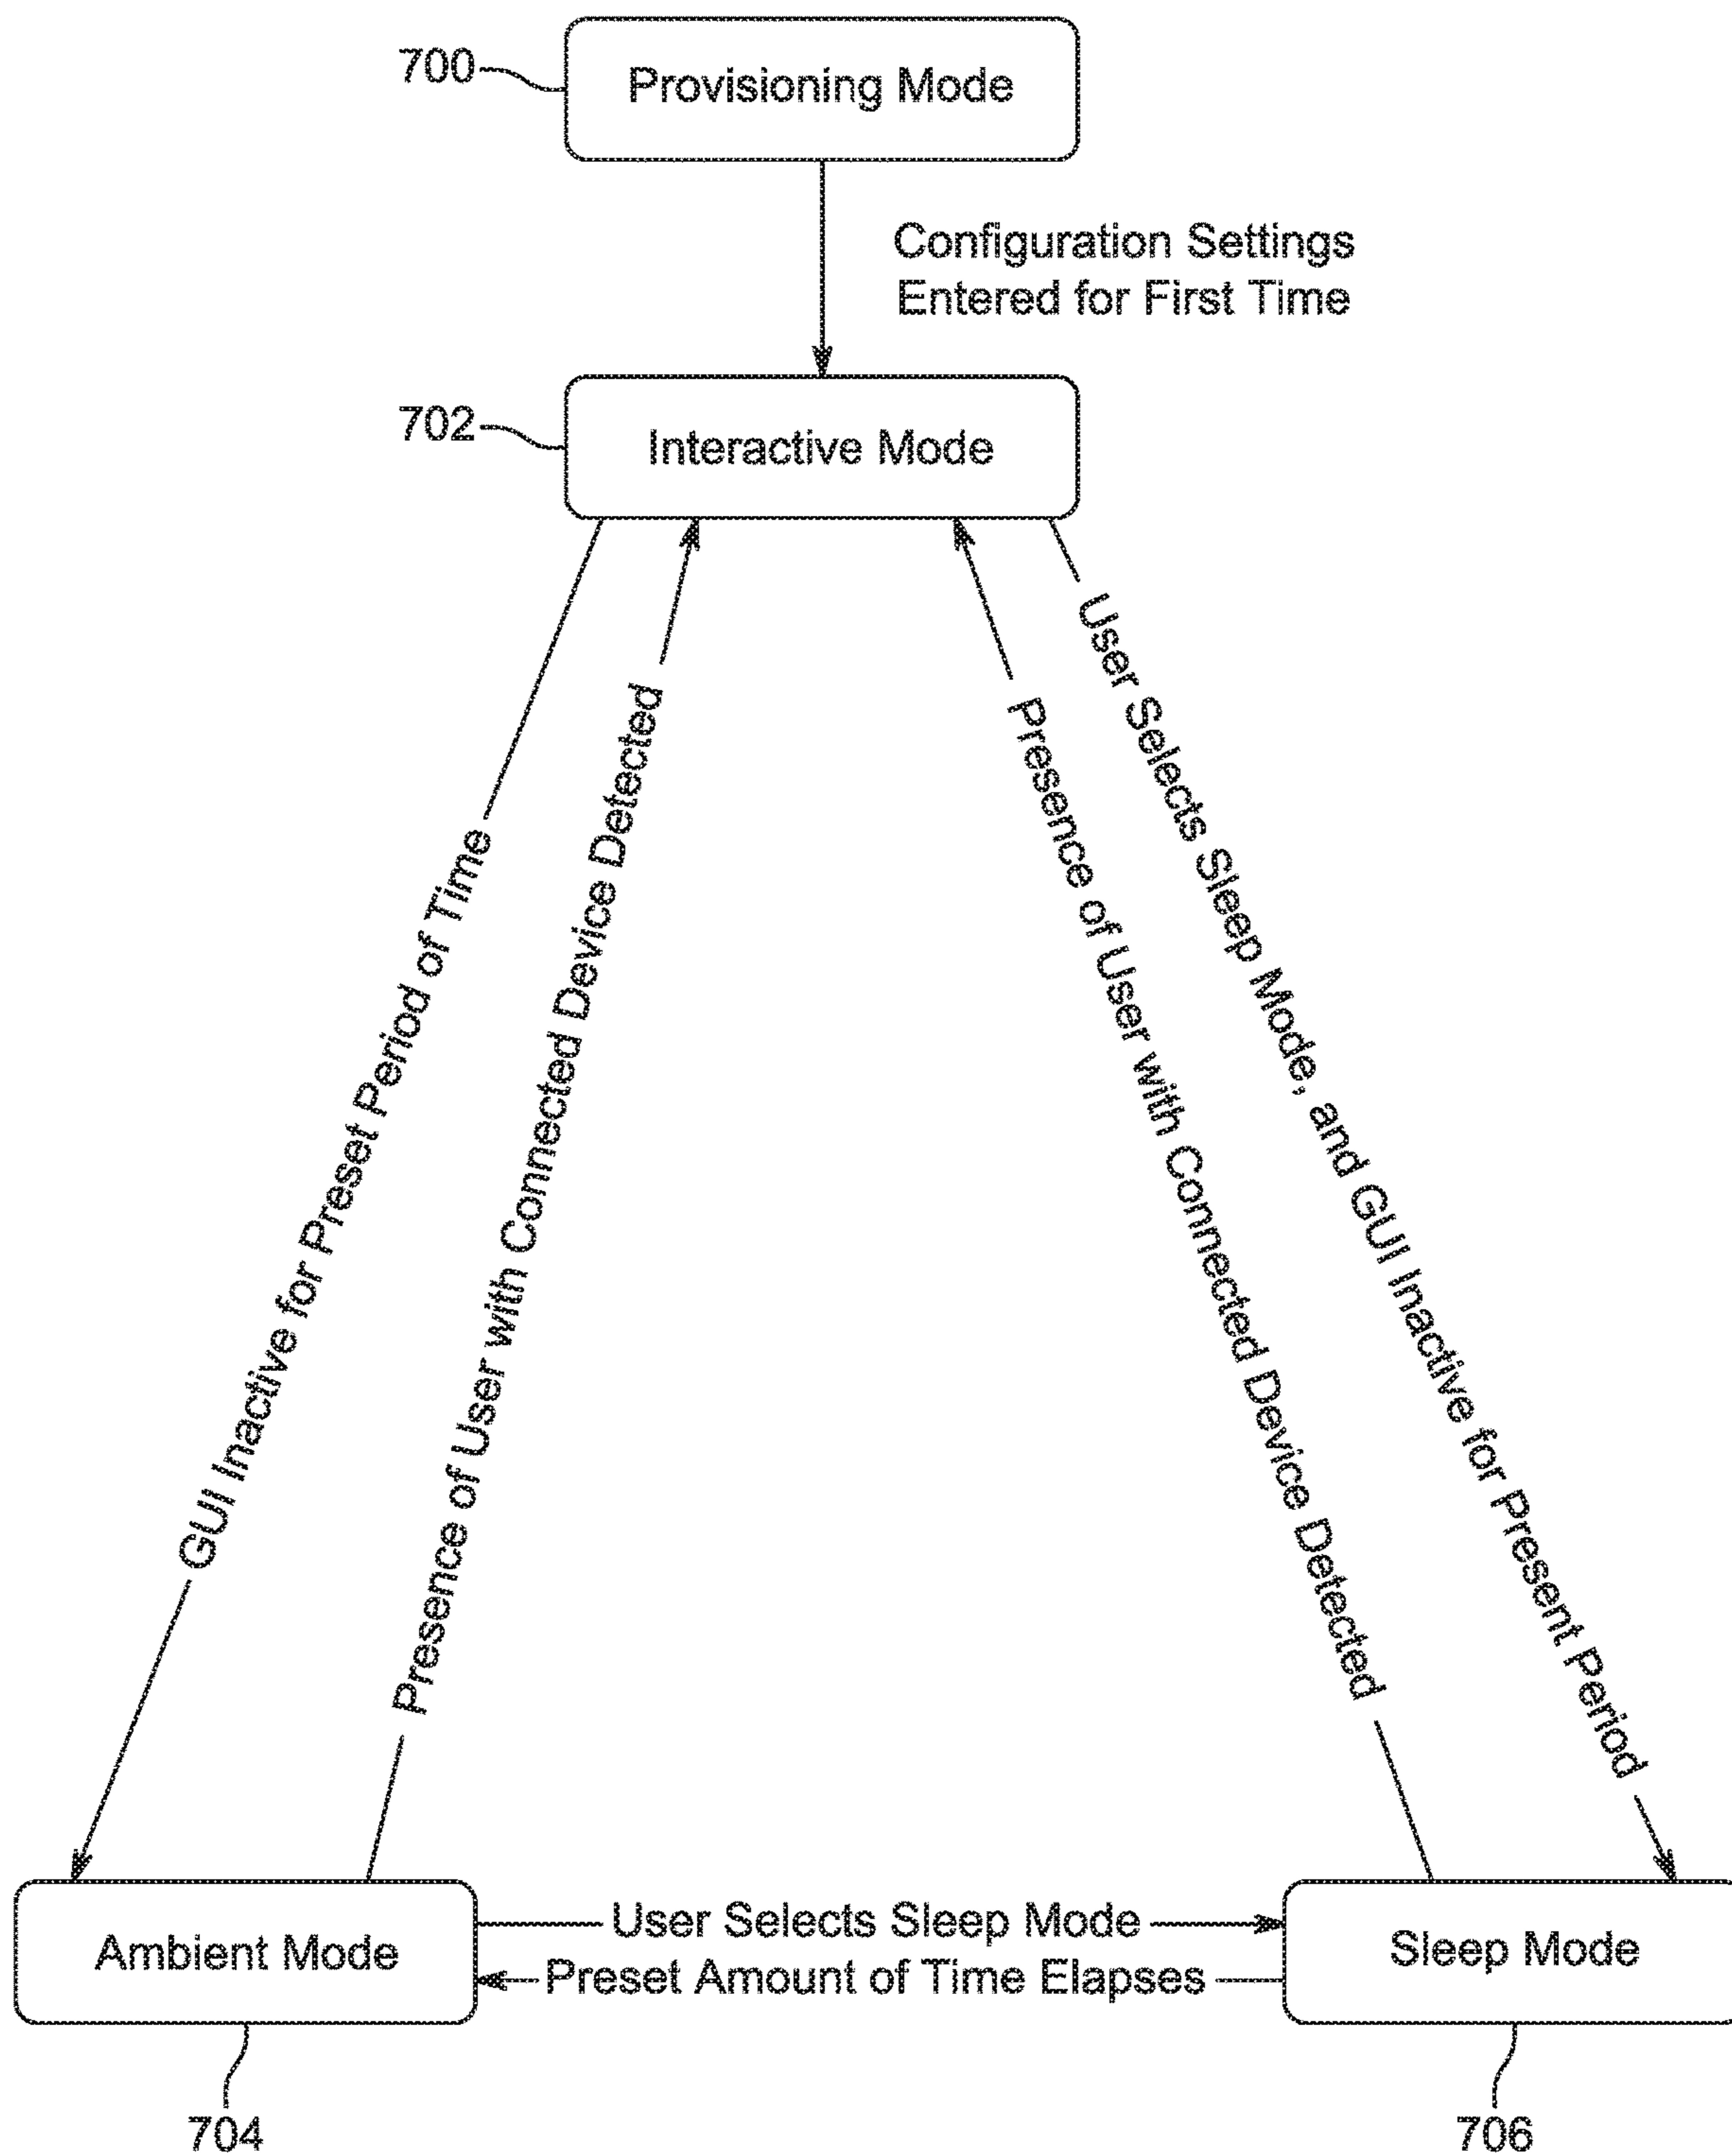 700
Provisioning Mode
Configuration Settings
Entered for First Time
702
Interactive Mode
GUI Inactive for Preset Period of Time
Presence of User with Connected Device Detected
Presence of User with Connected Device Detected
User Selects Sleep Mode, and GUI Inactive for Present Period
Ambient Mode
User Selects Sleep Mode
Preset Amount of Time Elapses
Sleep Mode
704
706